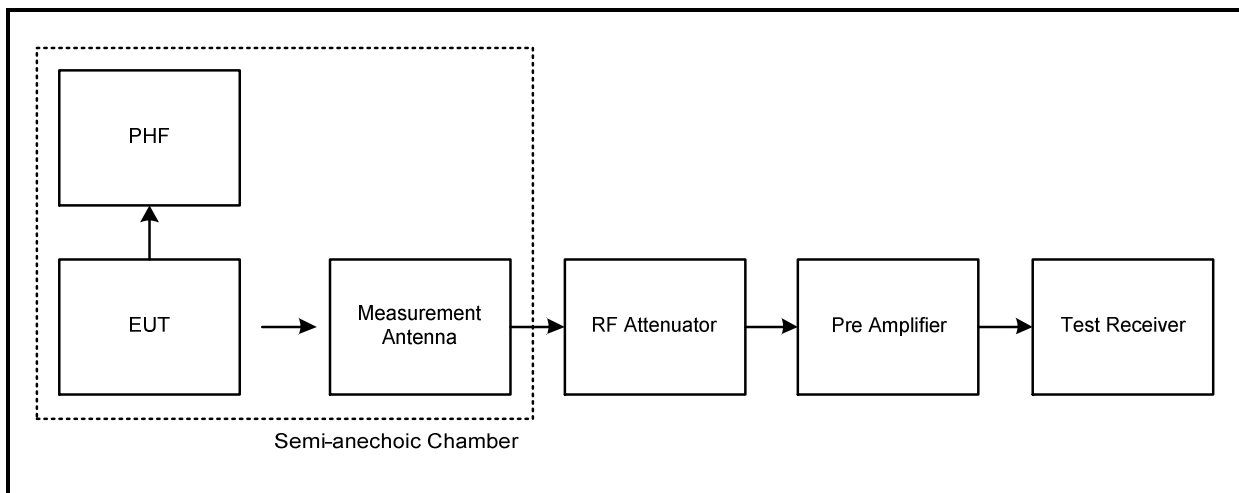 PHF
EUT
Measurement
Antenna
RF Attenuator
Pre Amplifier
Test Receiver
Semi-anechoic Chamber